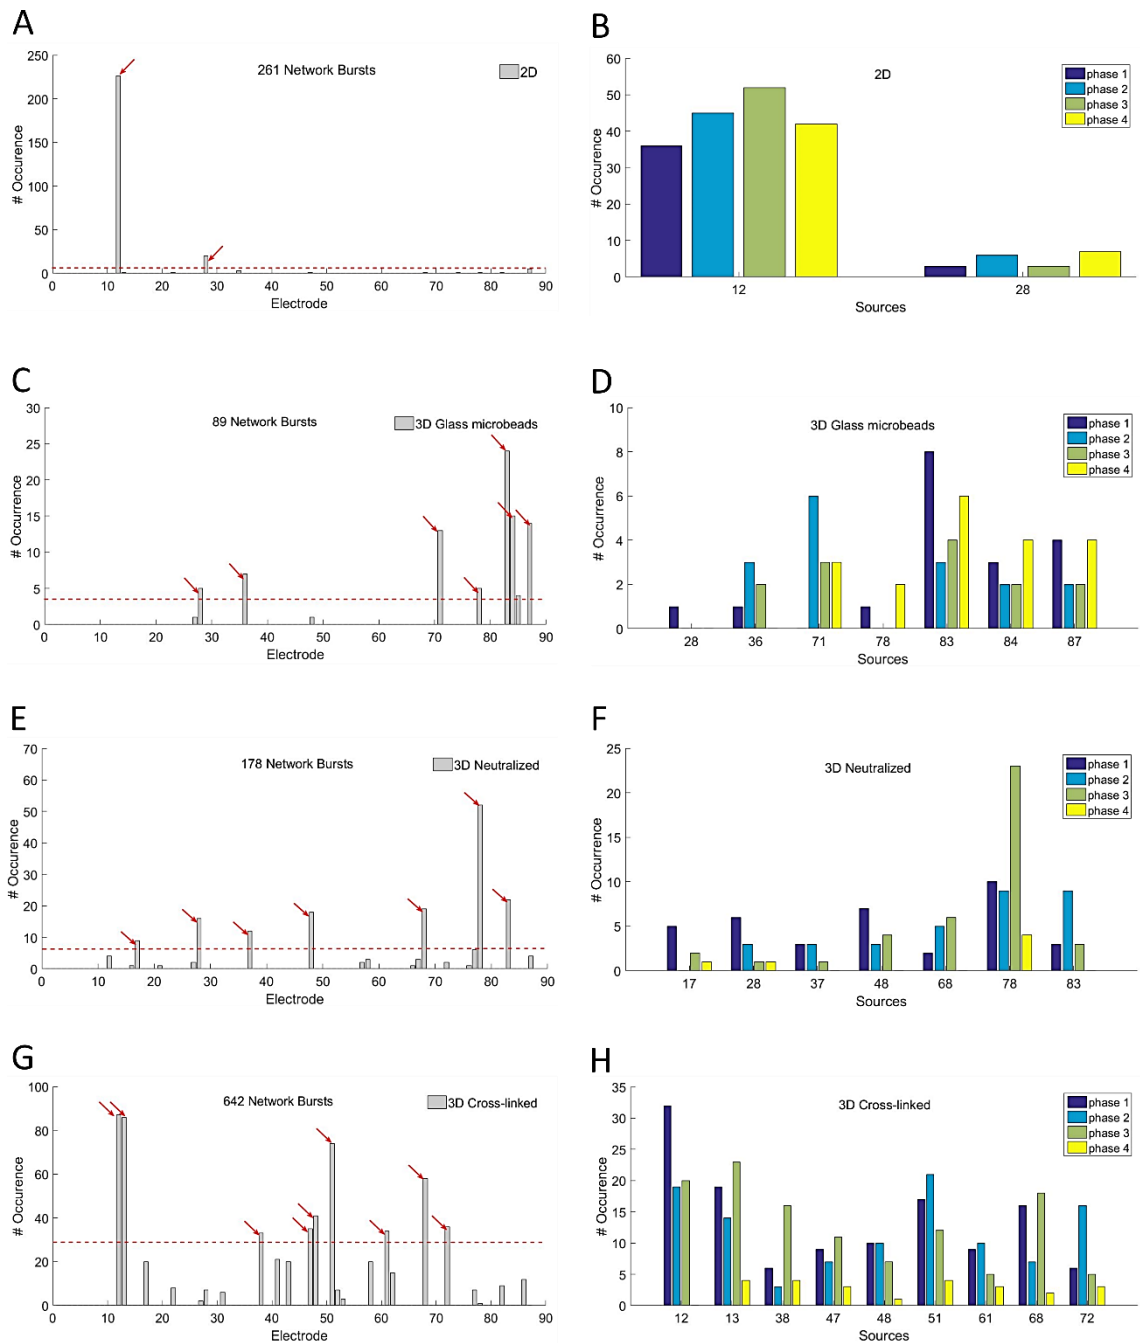 A
261 Network Bursts
2D
250
200
150
100
50
0
# Occurence
0 10 20 30 40 50 60 70 80 90
Electrode
B
2D
phase 1
phase 2
phase 3
phase 4
60
50
40
30
20
10
0
# Occurrence
12 28
Sources
C
89 Network Bursts
3D Glass microbeads
30
25
20
15
10
5
0
# Occurrence
0 10 20 30 40 50 60 70 80 90
Electrode
D
3D Glass microbeads
phase 1
phase 2
phase 3
phase 4
10
8
6
4
2
0
# Occurrence
28 36 71 78 83 84 87
Sources
E
178 Network Bursts
3D Neutralized
70
60
50
40
30
20
10
0
# Occurrence
0 10 20 30 40 50 60 70 80 90
Electrode
F
3D Neutralized
phase 1
phase 2
phase 3
phase 4
25
20
15
10
5
0
# Occurrence
17 28 37 48 68 78 83
Sources
G
642 Network Bursts
3D Cross-linked
100
80
60
40
20
0
# Occurrence
0 10 20 30 40 50 60 70 80 90
Electrode
H
3D Cross-linked
phase 1
phase 2
phase 3
phase 4
35
30
25
20
15
10
5
0
# Occurrence
12 13 38 47 48 51 61 68 72
Sources